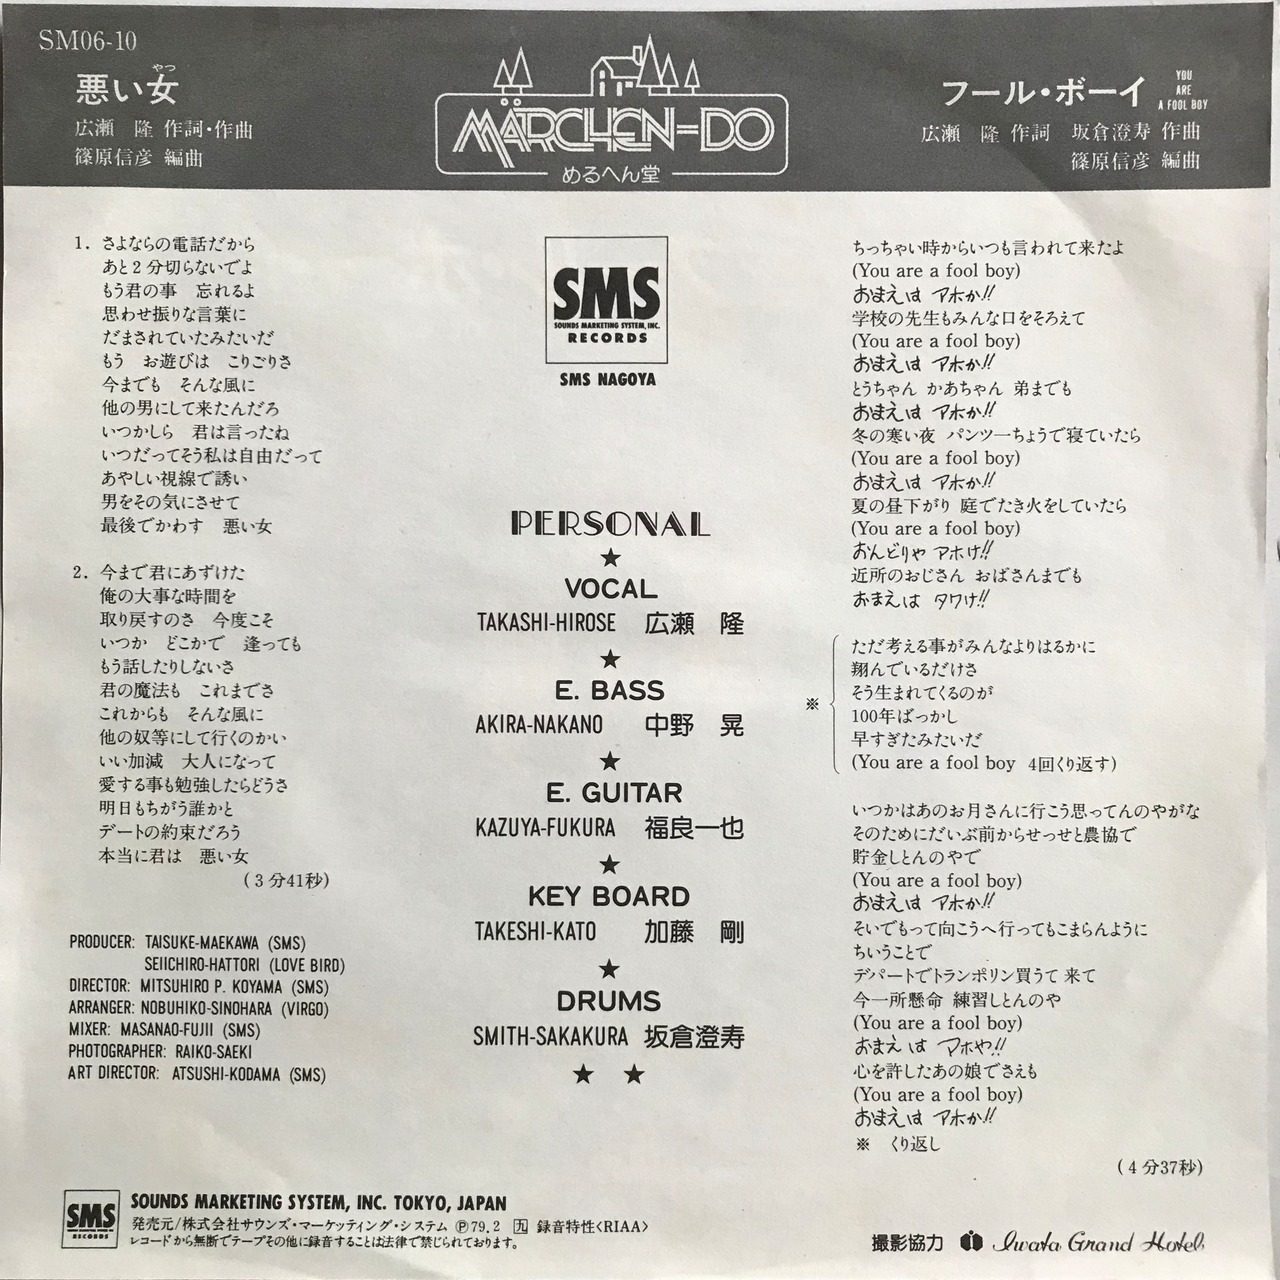 SM06-10
やつ
悪い女
広瀬 隆 作詞・作曲
篠原信彦 編曲
MÄRCHEN-DO
めるへん堂
フール・ボーイ
YOU
ARE
A FOOL BOY
広瀬 隆 作詞 坂倉澄寿 作曲
篠原信彦 編曲
1. さよならの電話だから
あと2分切らないでよ
もう君の事 忘れるよ
思わせ振りな言葉に
だまされていたみたいだ
もう お遊びは こりごりさ
今までも そんな風に
他の男にして来たんだろ
いつかしら 君は言ったね
いつだってそう私は自由だって
あやしい視線で誘い
男をその気にさせて
最後でかわす 悪い女
2. 今まで君にあずけた
俺の大事な時間を
取り戻すのさ 今度こそ
いつか どこかで 逢っても
もう話したりしないさ
君の魔法も これまでさ
これからも そんな風に
他の奴等にして行くのかい
いい加減 大人になって
愛する事も勉強したらどうさ
明日もちがう誰かと
デートの約束だろう
本当に君は 悪い女
(3分41秒)
PRODUCER: TAISUKE-MAEKAWA (SMS)
SEIICHIRO-HATTORI (LOVE BIRD)
DIRECTOR: MITSUHIRO P. KOYAMA (SMS)
ARRANGER: NOBUHIKO-SINOHARA (VIRGO)
MIXER: MASANAO-FUJII (SMS)
PHOTOGRAPHER: RAIKO-SAEKI
ART DIRECTOR: ATSUSHI-KODAMA (SMS)
SMS
SOUNDS MARKETING SYSTEM, INC.
RECORDS
SMS NAGOYA
PERSONAL
★
VOCAL
TAKASHI-HIROSE 広瀬 隆
★
E. BASS
AKIRA-NAKANO 中野 晃
★
E. GUITAR
KAZUYA-FUKURA 福良一也
★
KEY BOARD
TAKESHI-KATO 加藤 剛
★
DRUMS
SMITH-SAKAKURA 坂倉澄寿
★ ★
ちっちゃい時からいつも言われて来たよ
(You are a fool boy)
おまえは アホか!!
学校の先生もみんな口をそろえて
(You are a fool boy)
おまえは アホか!!
とうちゃん かあちゃん 弟までも
おまえは アホか!!
冬の寒い夜 パンツ一ちょうで寝ていたら
(You are a fool boy)
おまえは アホか!!
夏の昼下がり 庭でたき火をしていたら
(You are a fool boy)
おんどりゃ アホけ!!
近所のおじさん おばさんまでも
おまえは タワけ!!
ただ考える事がみんなよりはるかに
翔んでいるだけさ
※ そう生まれてくるのが
100年ばっかし
早すぎたみたいだ
(You are a fool boy 4回くり返す)
いつかはあのお月さんに行こう思ってんのやがな
そのためにだいぶ前からせっせと農協で
貯金しとんのやで
(You are a fool boy)
おまえは アホか!!
そいでもって向こうへ行ってもこまらんように
ちいうことで
デパートでトランポリン買うて 来て
今一所懸命 練習しとんのや
(You are a fool boy)
おまえ は アホや!!
心を許したあの娘でさえも
(You are a fool boy)
おまえは アホか!!
※ くり返し
(4分37秒)
SMS
RECORDS
SOUNDS MARKETING SYSTEM, INC. TOKYO, JAPAN
発売元/株式会社サウンズ・マーケッティング・システム Ⓟ79.2 九 録音特性<RIAA>
レコードから無断でテープその他に録音することは法律で禁じられております。
撮影協力 Iwata Grand Hotel